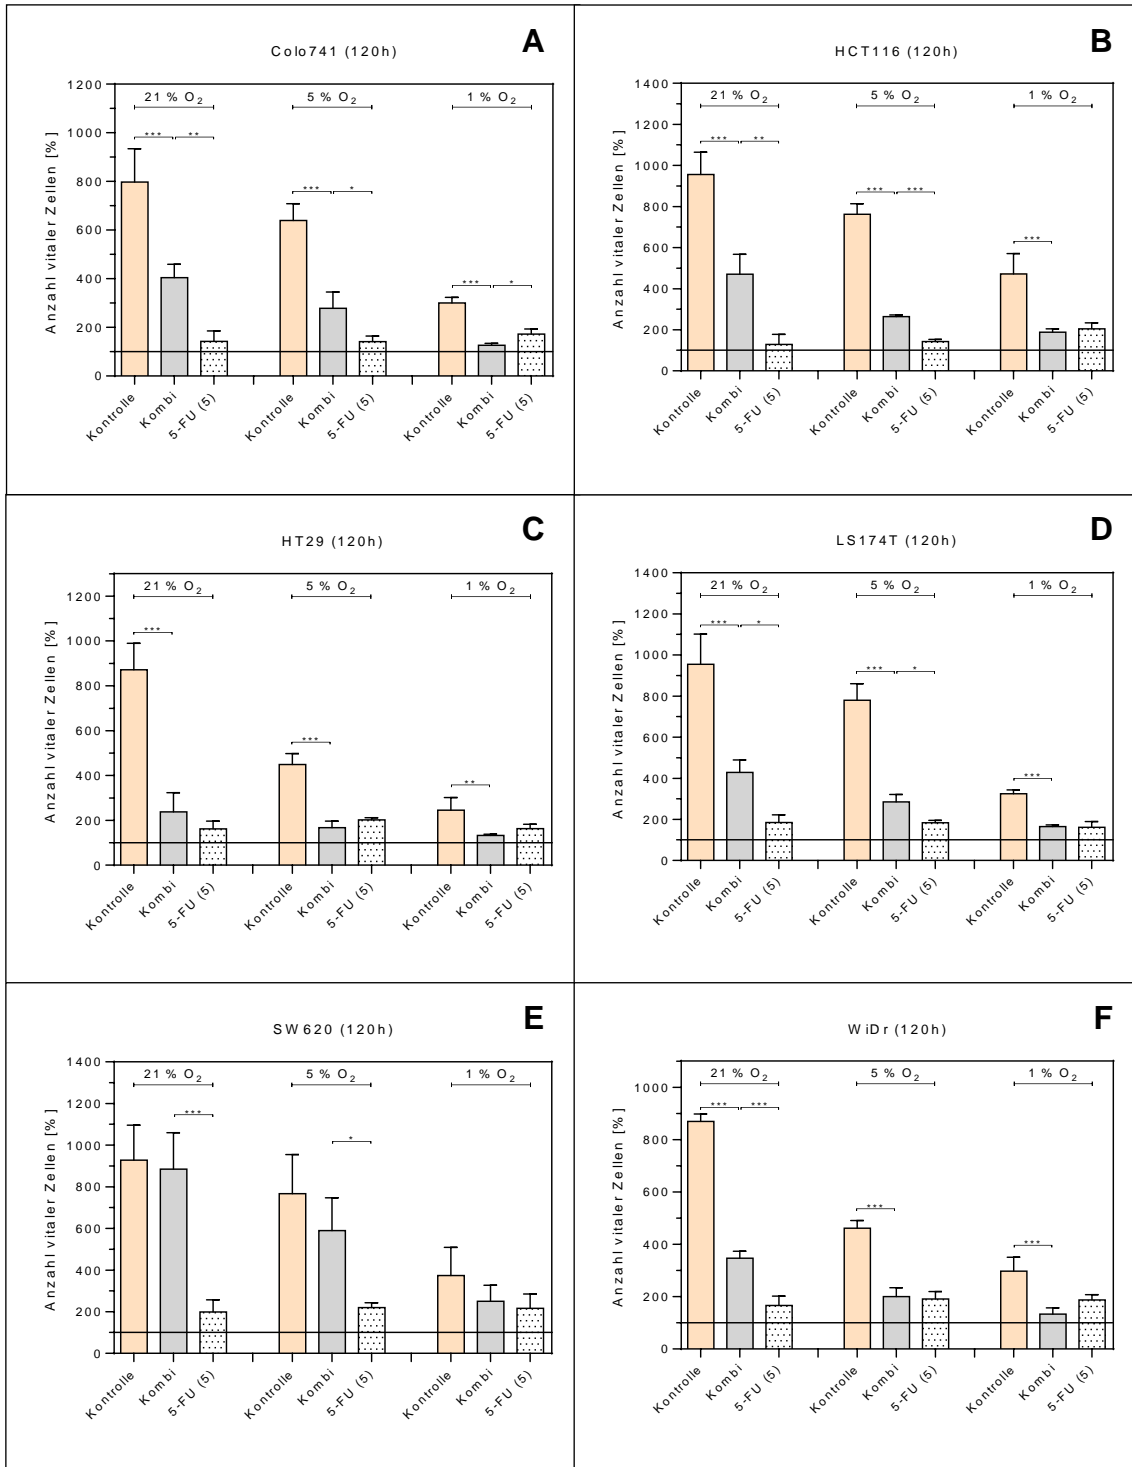 A
Colo741 (120h)
Anzahl vitaler Zellen [%]
1200
1000
800
600
400
200
0
21 % O₂
5 % O₂
1 % O₂
*** ** *** * *** *
Kontrolle Kombi 5-FU (5) Kontrolle Kombi 5-FU (5) Kontrolle Kombi 5-FU (5)
B
HCT116 (120h)
Anzahl vitaler Zellen [%]
1400
1200
1000
800
600
400
200
0
21 % O₂
5 % O₂
1 % O₂
*** ** *** *** ***
Kontrolle Kombi 5-FU (5) Kontrolle Kombi 5-FU (5) Kontrolle Kombi 5-FU (5)
C
HT29 (120h)
Anzahl vitaler Zellen [%]
1200
1000
800
600
400
200
0
21 % O₂
5 % O₂
1 % O₂
*** *** **
Kontrolle Kombi 5-FU (5) Kontrolle Kombi 5-FU (5) Kontrolle Kombi 5-FU (5)
D
LS174T (120h)
Anzahl vitaler Zellen [%]
1400
1200
1000
800
600
400
200
0
21 % O₂
5 % O₂
1 % O₂
*** * *** * ***
Kontrolle Kombi 5-FU (5) Kontrolle Kombi 5-FU (5) Kontrolle Kombi 5-FU (5)
E
SW620 (120h)
Anzahl vitaler Zellen [%]
1400
1200
1000
800
600
400
200
0
21 % O₂
5 % O₂
1 % O₂
*** *
Kontrolle Kombi 5-FU (5) Kontrolle Kombi 5-FU (5) Kontrolle Kombi 5-FU (5)
F
WiDr (120h)
Anzahl vitaler Zellen [%]
1000
800
600
400
200
0
21 % O₂
5 % O₂
1 % O₂
*** *** *** ***
Kontrolle Kombi 5-FU (5) Kontrolle Kombi 5-FU (5) Kontrolle Kombi 5-FU (5)